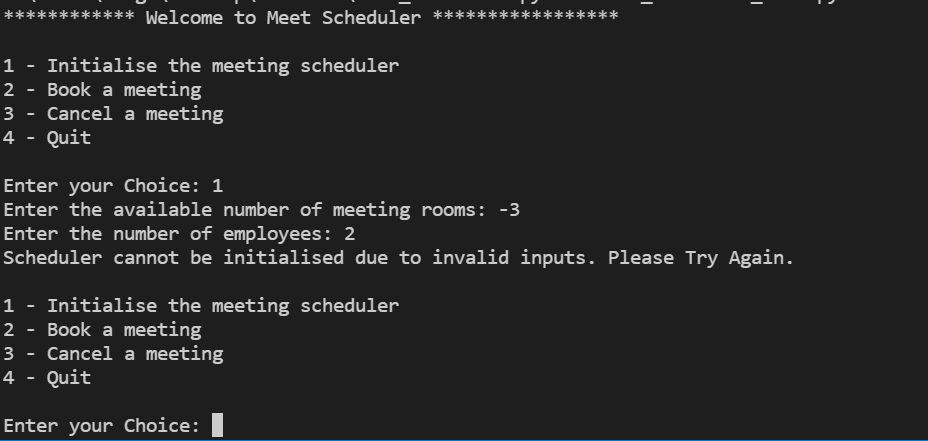 *********** Welcome to Meet Scheduler *****************
1 - Initialise the meeting scheduler
2 - Book a meeting
3 - Cancel a meeting
4 - Quit
Enter your Choice: 1
Enter the available number of meeting rooms: -3
Enter the number of employees: 2
Scheduler cannot be initialised due to invalid inputs. Please Try Again.
1 - Initialise the meeting scheduler
2 - Book a meeting
3 - Cancel a meeting
4 - Quit
Enter your Choice: